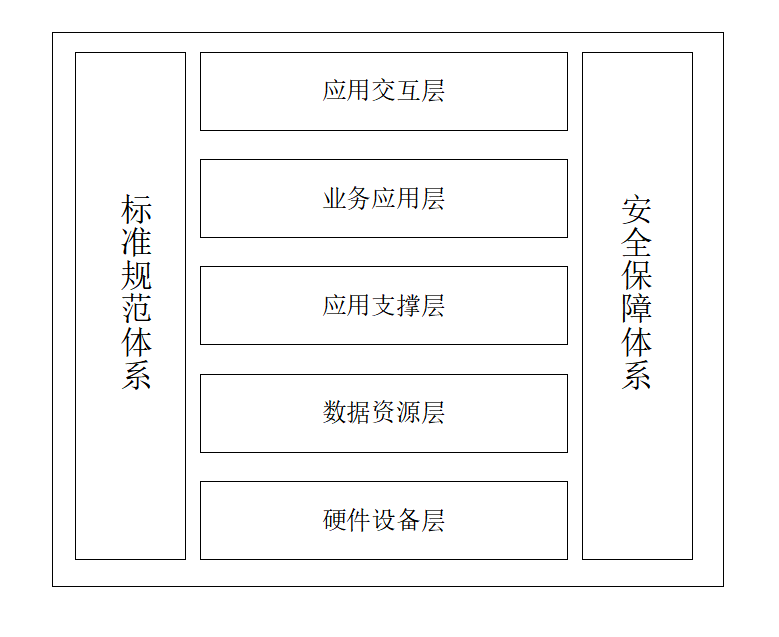 标准规范体系
应用交互层
业务应用层
应用支撑层
数据资源层
硬件设备层
安全保障体系